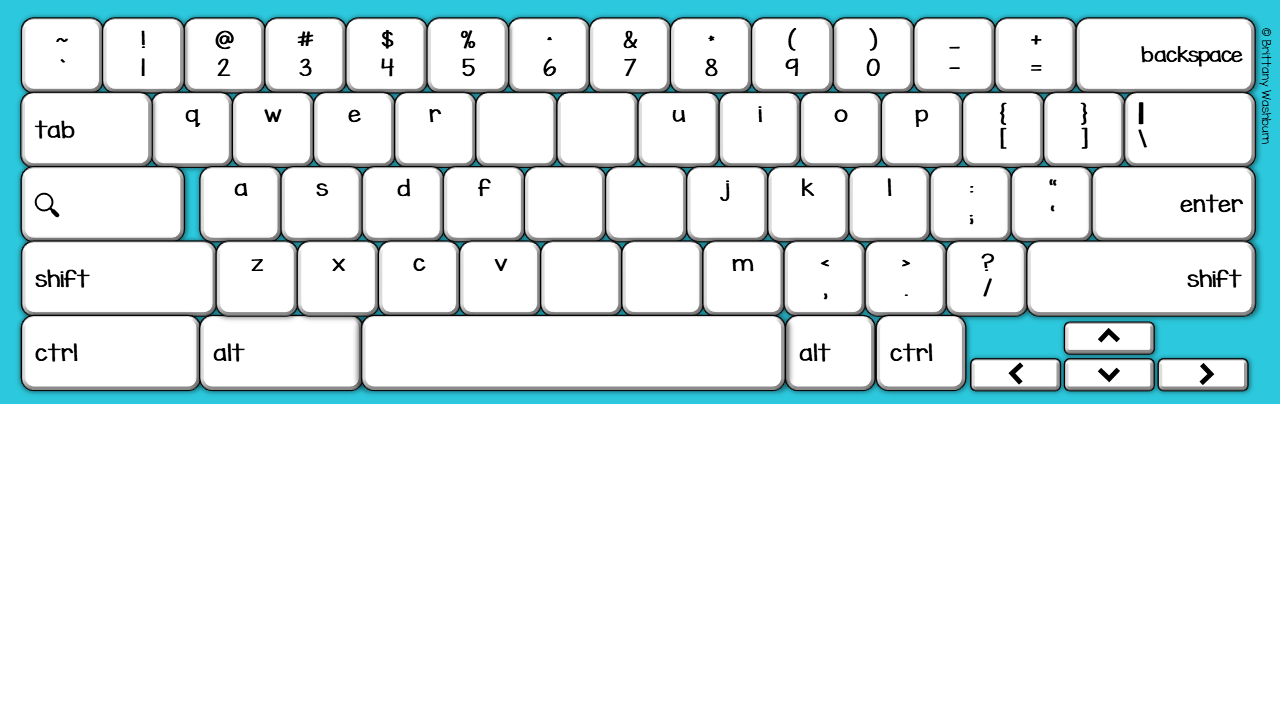 ~ ! @ # $ % ^ & * ( ) _ +
` 1 2 3 4 5 6 7 8 9 0 - = backspace
tab q w e r u i o p { } |
[ ] \
a s d f j k l : “ enter
; ‘
shift z x c v m < > ? shift
, . /
ctrl alt alt ctrl
© Brittany Washburn